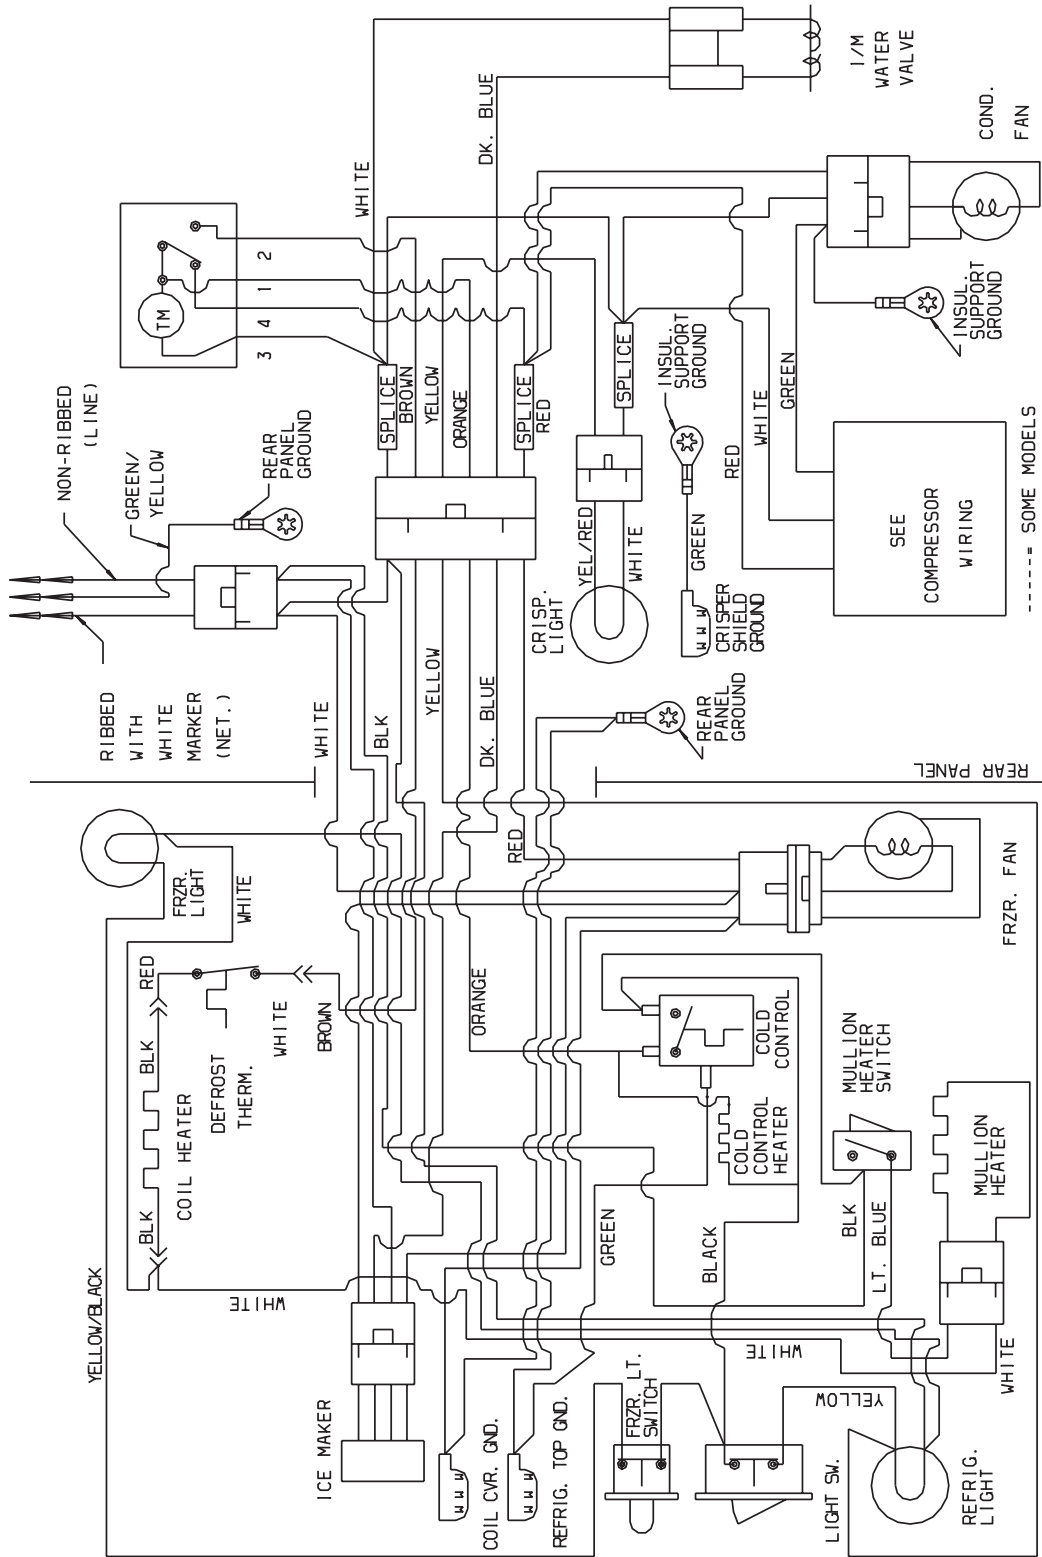 I/M
WATER
VALVE
DK. BLUE
WHITE
COND.
FAN
INSUL.
SUPPORT
GROUND
2
1
4
3
TM
NON-RIBBED
(LINE)
GREEN/
YELLOW
REAR
PANEL
GROUND
SPLICE
BROWN
YELLOW
ORANGE
SPLICE
RED
SPLICE
INSUL.
SUPPORT
GROUND
RED
WHITE
GREEN
SEE
COMPRESSOR
WIRING
------= SOME MODELS
YEL/RED
WHITE
GREEN
CRISP.
LIGHT
CRISPER
SHIELD
GROUND
RIBBED
WITH
WHITE
MARKER
(NET.)
WHITE
BLK
YELLOW
DK. BLUE
REAR
PANEL
GROUND
REAR PANEL
RED
FRZR.
LIGHT
WHITE
FRZR. FAN
RED
BLK
DEFROST
THERM.
WHITE
BROWN
ORANGE
COLD
CONTROL
COLD
CONTROL
HEATER
MULLION
HEATER
SWITCH
MULLION
HEATER
COIL HEATER
BLK
GREEN
BLACK
BLK
LT. BLUE
YELLOW/BLACK
WHITE
WHITE
WHITE
YELLOW
ICE MAKER
COIL CVR. GND.
REFRIG. TOP GND.
FRZR. LT.
SWITCH
LIGHT SW.
REFRIG.
LIGHT